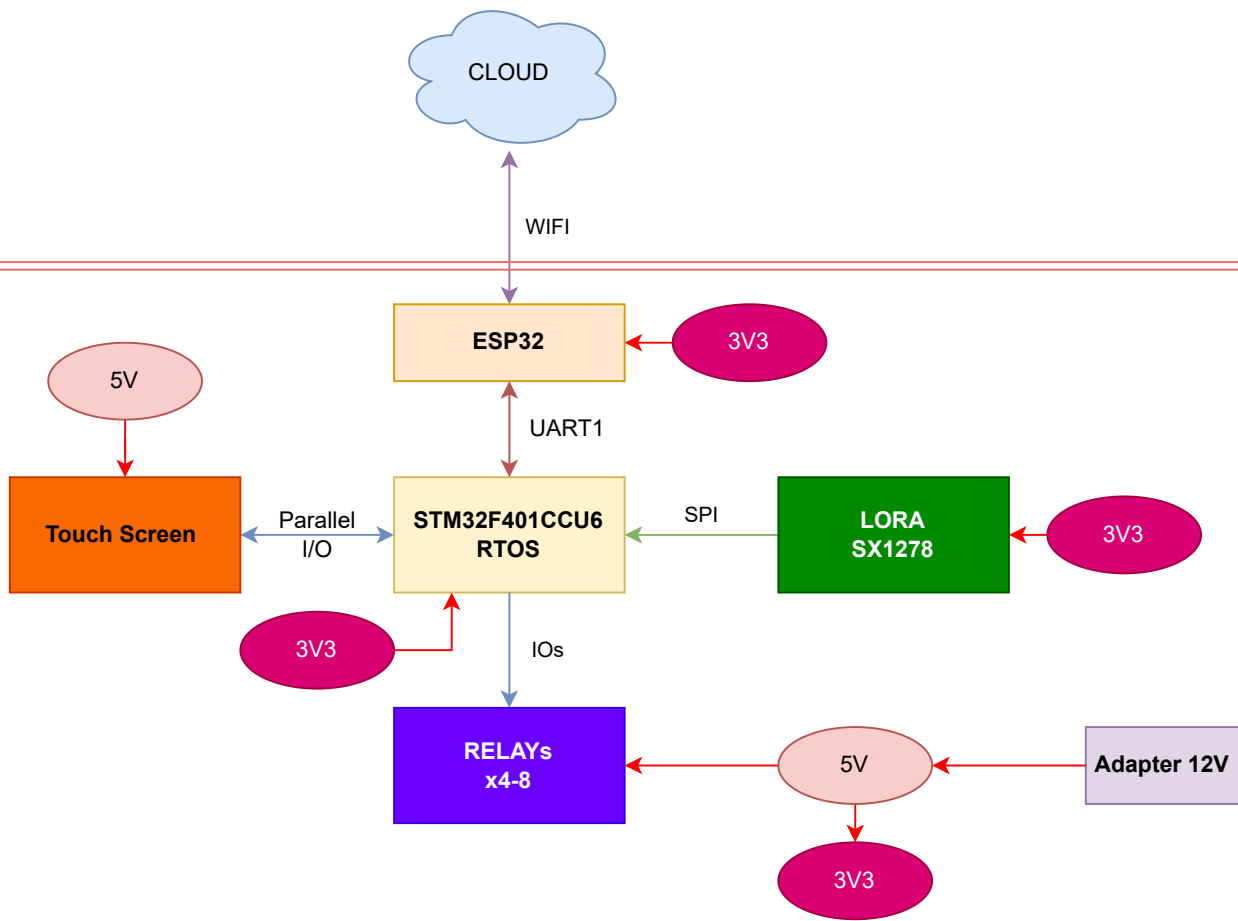 CLOUD
WIFI
ESP32
3V3
5V
UART1
Touch Screen
Parallel
I/O
STM32F401CCU6
RTOS
SPI
LORA
SX1278
3V3
3V3
IOs
RELAYs
x4-8
5V
Adapter 12V
3V3